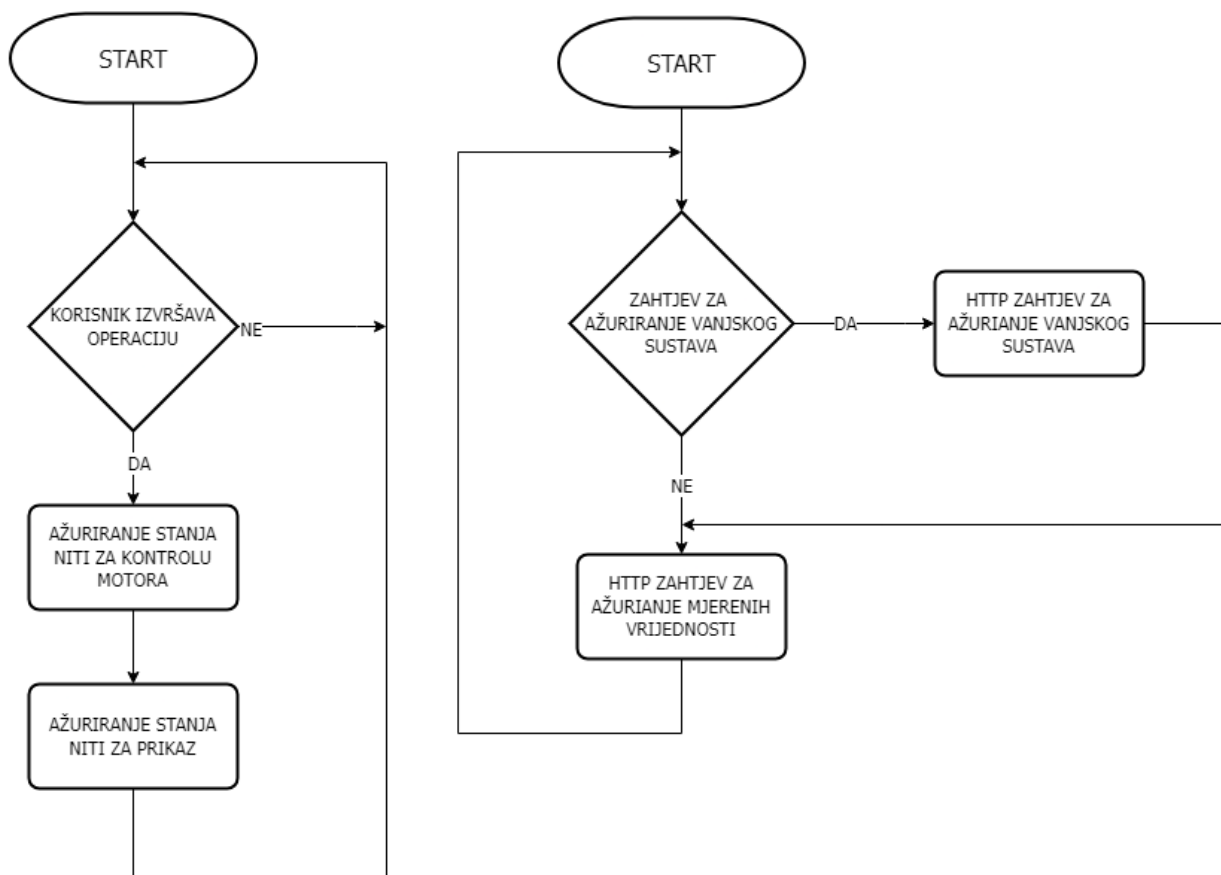 START
KORISNIK IZVRŠAVA
OPERACIJU
NE
DA
AŽURIRANJE STANJA
NITI ZA KONTROLU
MOTORA
AŽURIRANJE STANJA
NITI ZA PRIKAZ
START
ZAHTJEV ZA
AŽURIRANJE VANJSKOG
SUSTAVA
DA
HTTP ZAHTJEV ZA
AŽURIANJE VANJSKOG
SUSTAVA
NE
HTTP ZAHTJEV ZA
AŽURIANJE MJERENIH
VRIJEDNOSTI